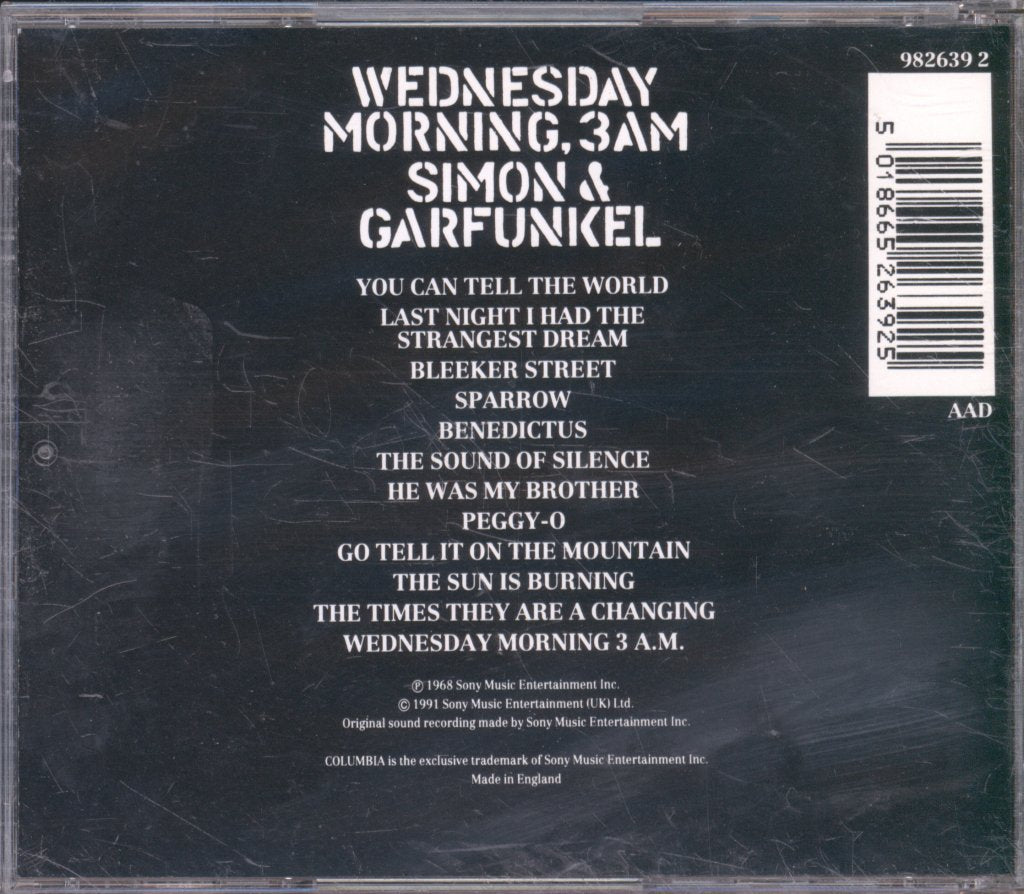 982639 2
WEDNESDAY
MORNING, 3AM
SIMON &
GARFUNKEL
5 018665 263925
AAD
YOU CAN TELL THE WORLD
LAST NIGHT I HAD THE
STRANGEST DREAM
BLEEKER STREET
SPARROW
BENEDICTUS
THE SOUND OF SILENCE
HE WAS MY BROTHER
PEGGY-O
GO TELL IT ON THE MOUNTAIN
THE SUN IS BURNING
THE TIMES THEY ARE A CHANGING
WEDNESDAY MORNING 3 A.M.
℗ 1968 Sony Music Entertainment Inc.
© 1991 Sony Music Entertainment (UK) Ltd.
Original sound recording made by Sony Music Entertainment Inc.
COLUMBIA is the exclusive trademark of Sony Music Entertainment Inc.
Made in England